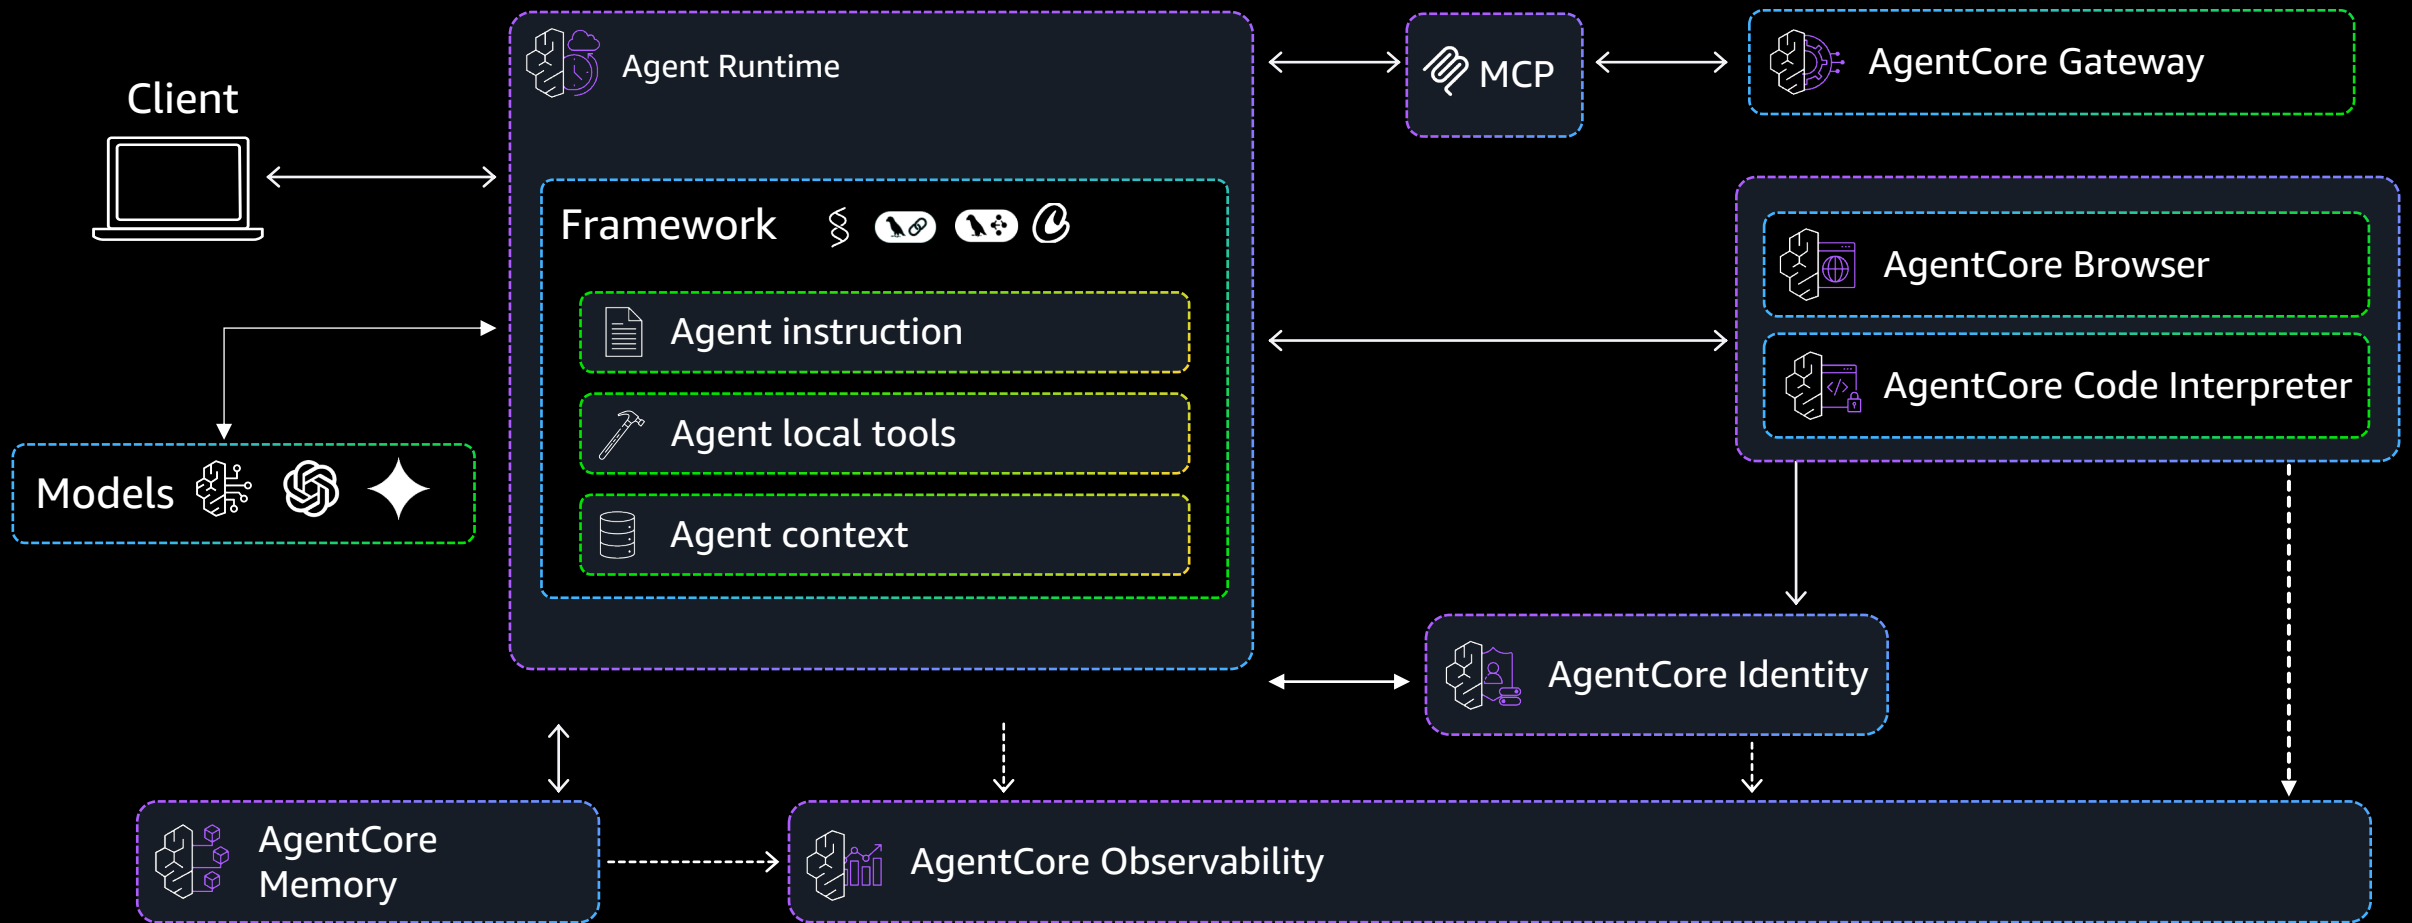 Client
Agent Runtime
MCP
AgentCore Gateway
Framework
Agent instruction
Agent local tools
Agent context
AgentCore Browser
AgentCore Code Interpreter
Models
AgentCore Identity
AgentCore
Memory
AgentCore Observability